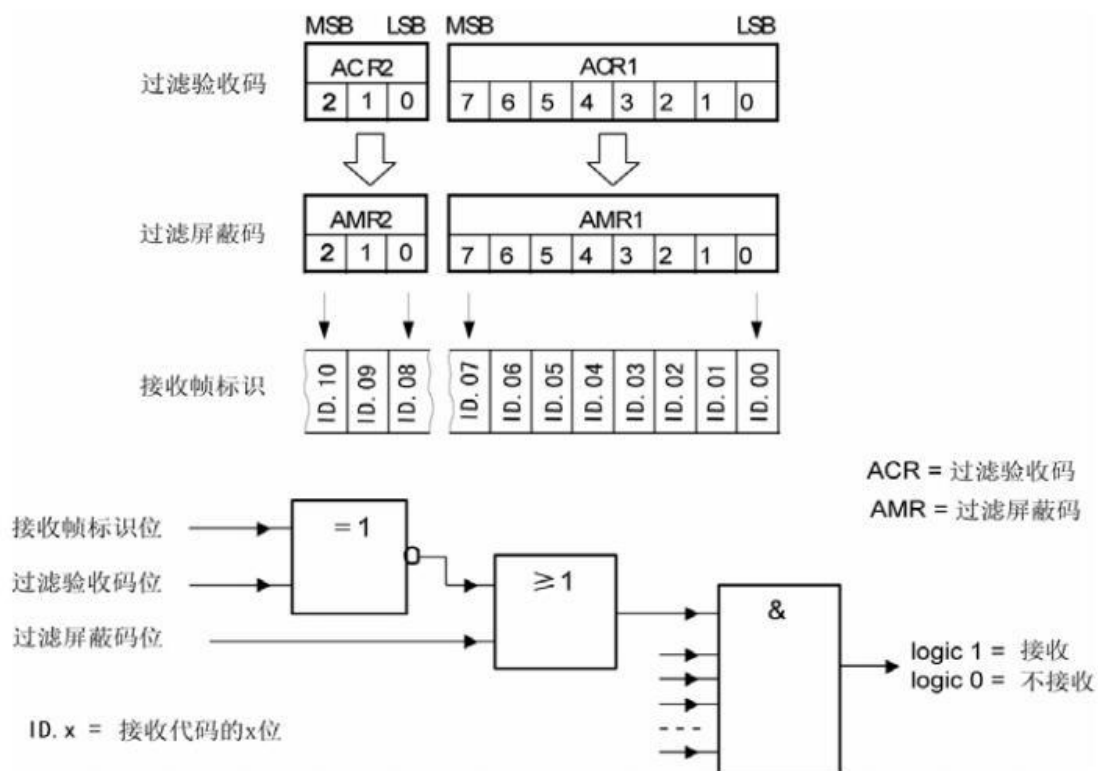 MSB LSB MSB LSB
过滤验收码 ACR2 ACR1
2 1 0 7 6 5 4 3 2 1 0
过滤屏蔽码 AMR2 AMR1
2 1 0 7 6 5 4 3 2 1 0
接收帧标识 ID.10 ID.09 ID.08 ID.07 ID.06 ID.05 ID.04 ID.03 ID.02 ID.01 ID.00
ACR = 过滤验收码
AMR = 过滤屏蔽码
接收帧标识位
过滤验收码位
过滤屏蔽码位
=1
≥1
&
logic 1 = 接收
logic 0 = 不接收
ID.x = 接收代码的x位